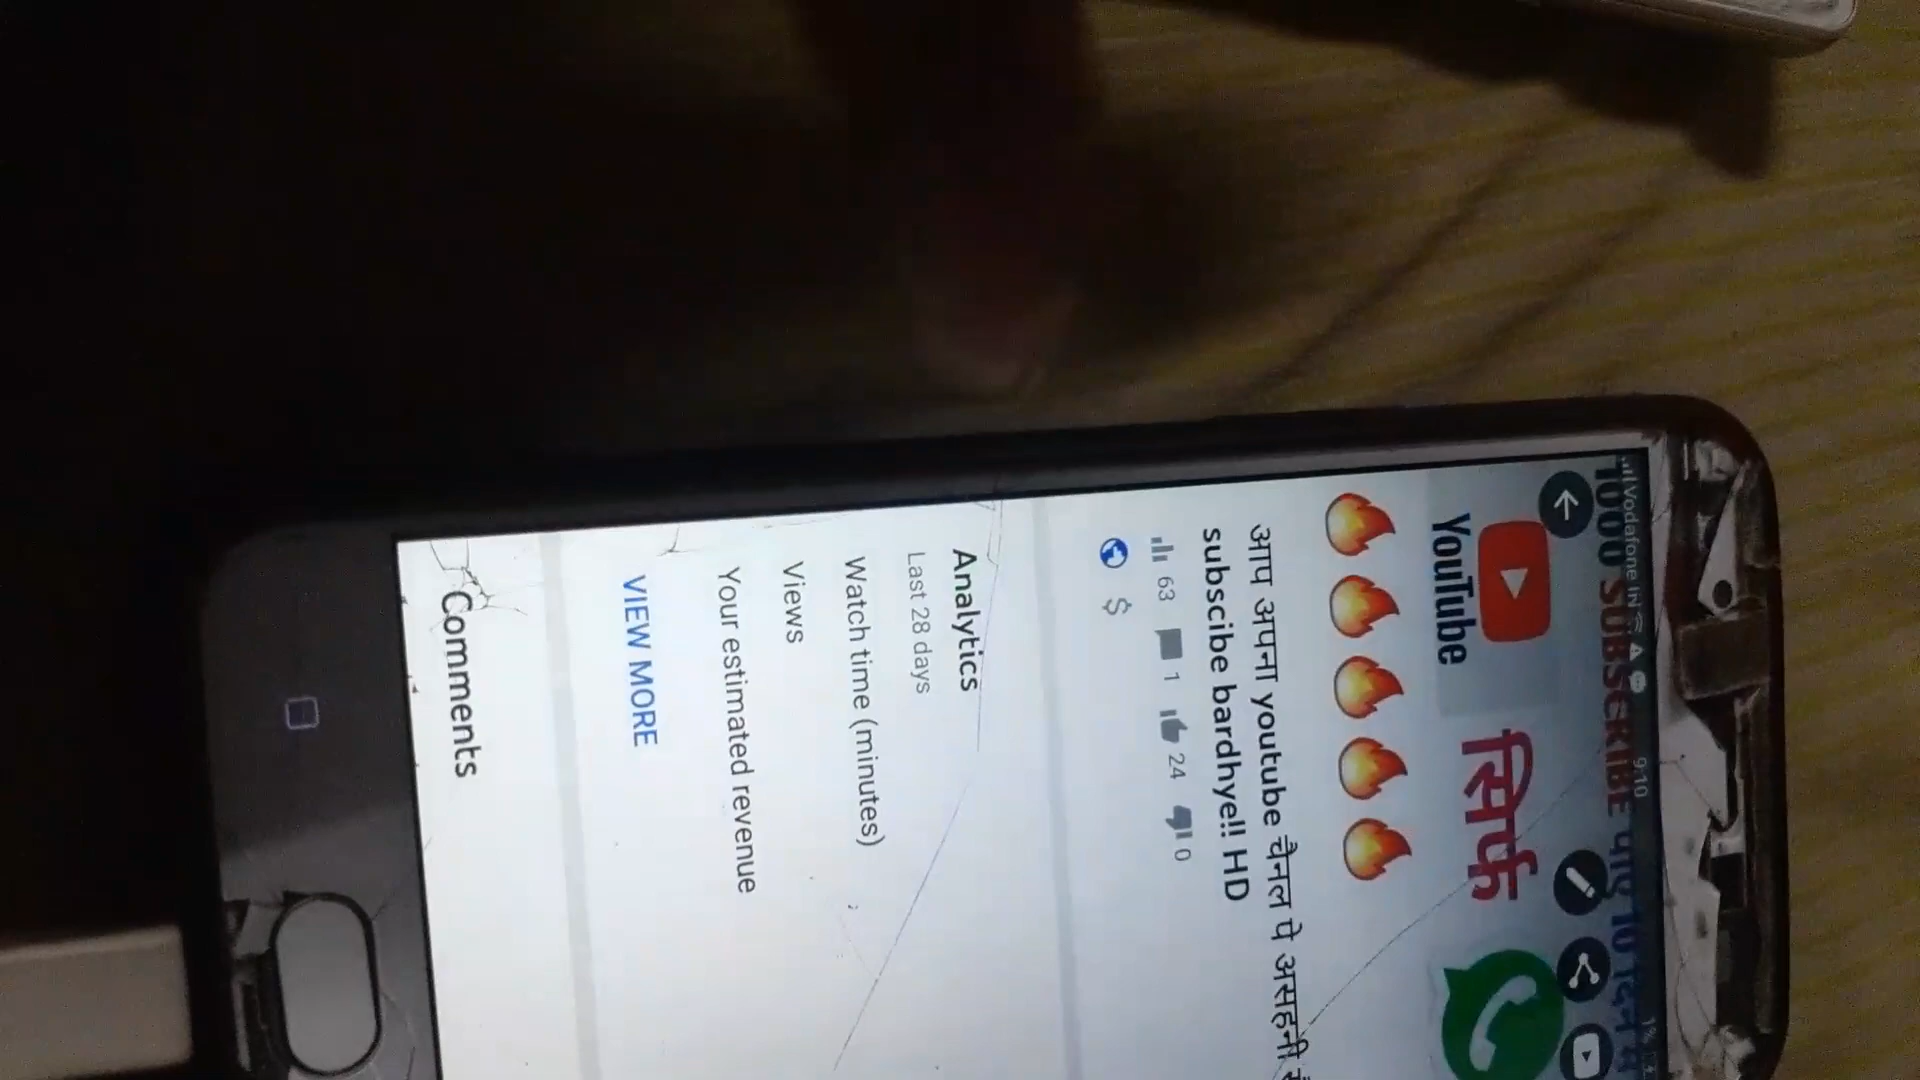 Vodafone IN 9:10 1%
1000 SUBSCRIBE
YouTube सिर्फ
आप अपना youtube चैनल पे
subscibe bardhye!! HD
63 1 24 0
Analytics
Last 28 days
Watch time (minutes)
Views
Your estimated revenue
VIEW MORE
Comments